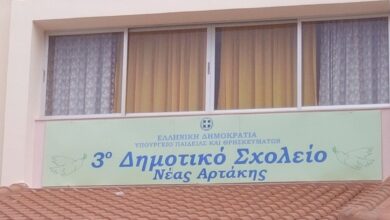 ΕΛΛΗΝΙΚΗ ΔΗΜΟΚΡΑΤΙΑ
ΥΠΟΥΡΓΕΙΟ ΠΑΙΔΕΙΑΣ ΚΑΙ ΘΡΗΣΚΕΥΜΑΤΩΝ
3ο Δημοτικό Σχολείο
Νέας Αρτάκης